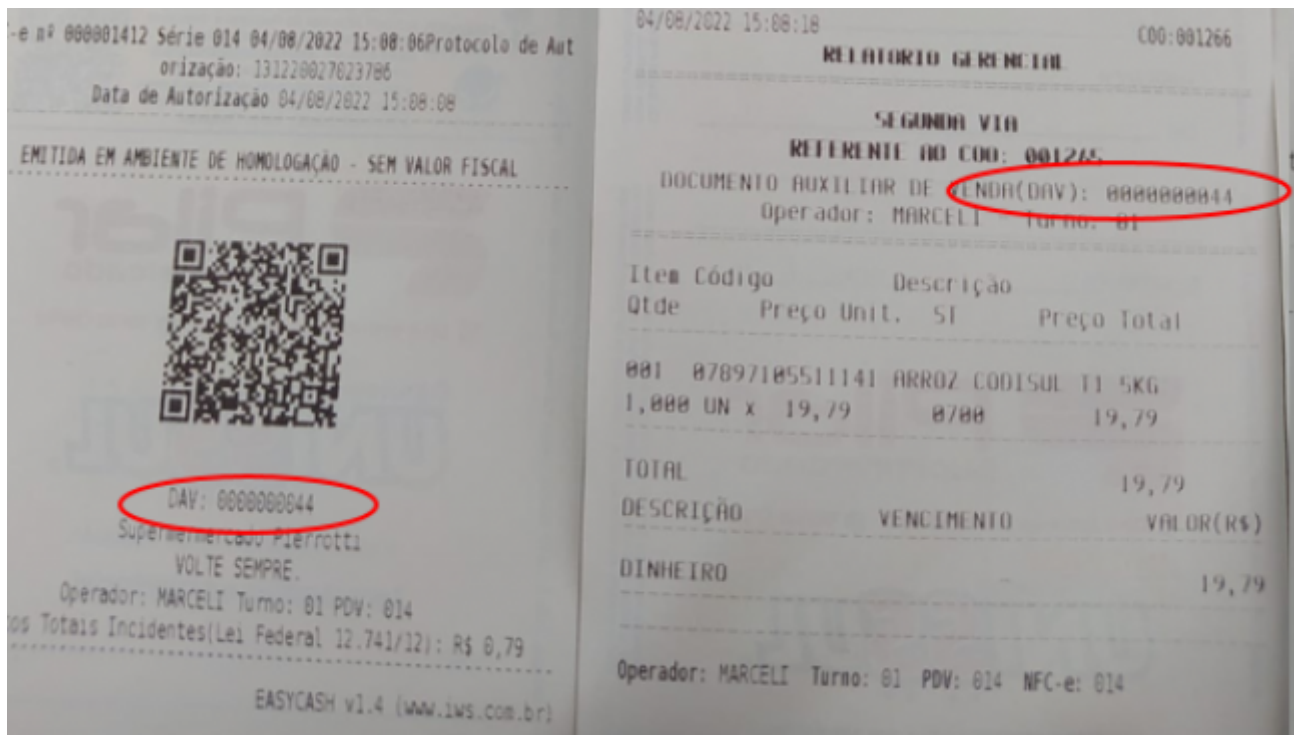 -e nº 000001412 Série 014 04/08/2022 15:08:06Protocolo de Aut
orização: 131220027023786
Data de Autorização 04/08/2022 15:08:08
EMITIDA EM AMBIENTE DE HOMOLOGAÇÃO - SEM VALOR FISCAL
DAV: 0000000044
Supermermercado Pierrotti
VOLTE SEMPRE.
Operador: MARCELI Turno: 01 PDV: 014
os Totais Incidentes(Lei Federal 12.741/12): R$ 0,79
EASYCASH v1.4 (www.iws.com.br)
04/08/2022 15:08:18 COO:001266
RELATORIO GERENCIAL
SEGUNDA VIA
REFERENTE AO COO: 001265
DOCUMENTO AUXILIAR DE VENDA(DAV): 0000000044
Operador: MARCELI Turno: 01
Item Código Descrição
Qtde Preço Unit. ST Preço Total
001 07897105511141 ARROZ CODISUL T1 5KG
1,000 UN x 19,79 0700 19,79
TOTAL 19,79
DESCRIÇÃO VENCIMENTO VALOR(R$)
DINHEIRO 19,79
Operador: MARCELI Turno: 01 PDV: 014 NFC-e: 014